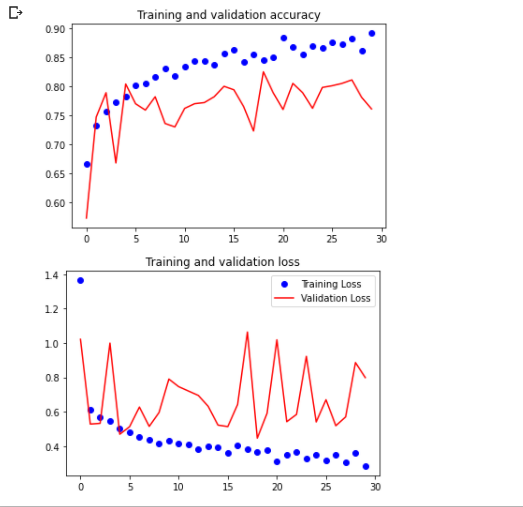 Training and validation accuracy
0.90
0.85
0.80
0.75
0.70
0.65
0.60
0 5 10 15 20 25 30
Training and validation loss
1.4
1.2
1.0
0.8
0.6
0.4
Training Loss
Validation Loss
0 5 10 15 20 25 30